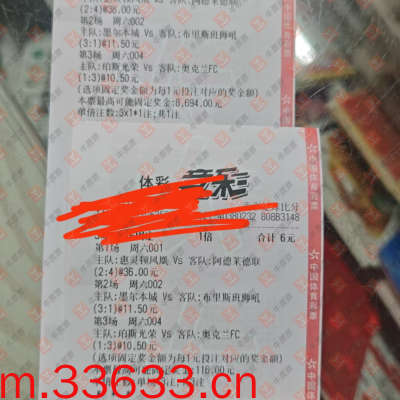 (2:4)@36.00元
第2场 周六002
主队:墨尔本城 Vs 客队:布里斯班狮吼
(3:1)@11.50元
第3场 周六004
主队:珀斯光荣 Vs 客队:奥克兰FC
(1:3)@10.50元
(选项固定奖金额为每1元投注对应的奖金额)
本票最高可能固定奖金:8,694.00元
单倍注数:3x1*1注;共1注
体彩 竞彩
80883148
1倍 合计 6元
第1场 周六001
主队:惠灵顿凤凰 Vs 客队:阿德莱德联
(2:4)@36.00元
第2场 周六002
主队:墨尔本城 Vs 客队:布里斯班狮吼
(3:1)@11.50元
第3场 周六004
主队:珀斯光荣 Vs 客队:奥克兰FC
(1:3)@10.50元
(选项固定奖金额为每1元投注对应的奖金额)
m.33633.cn
中国体育彩票